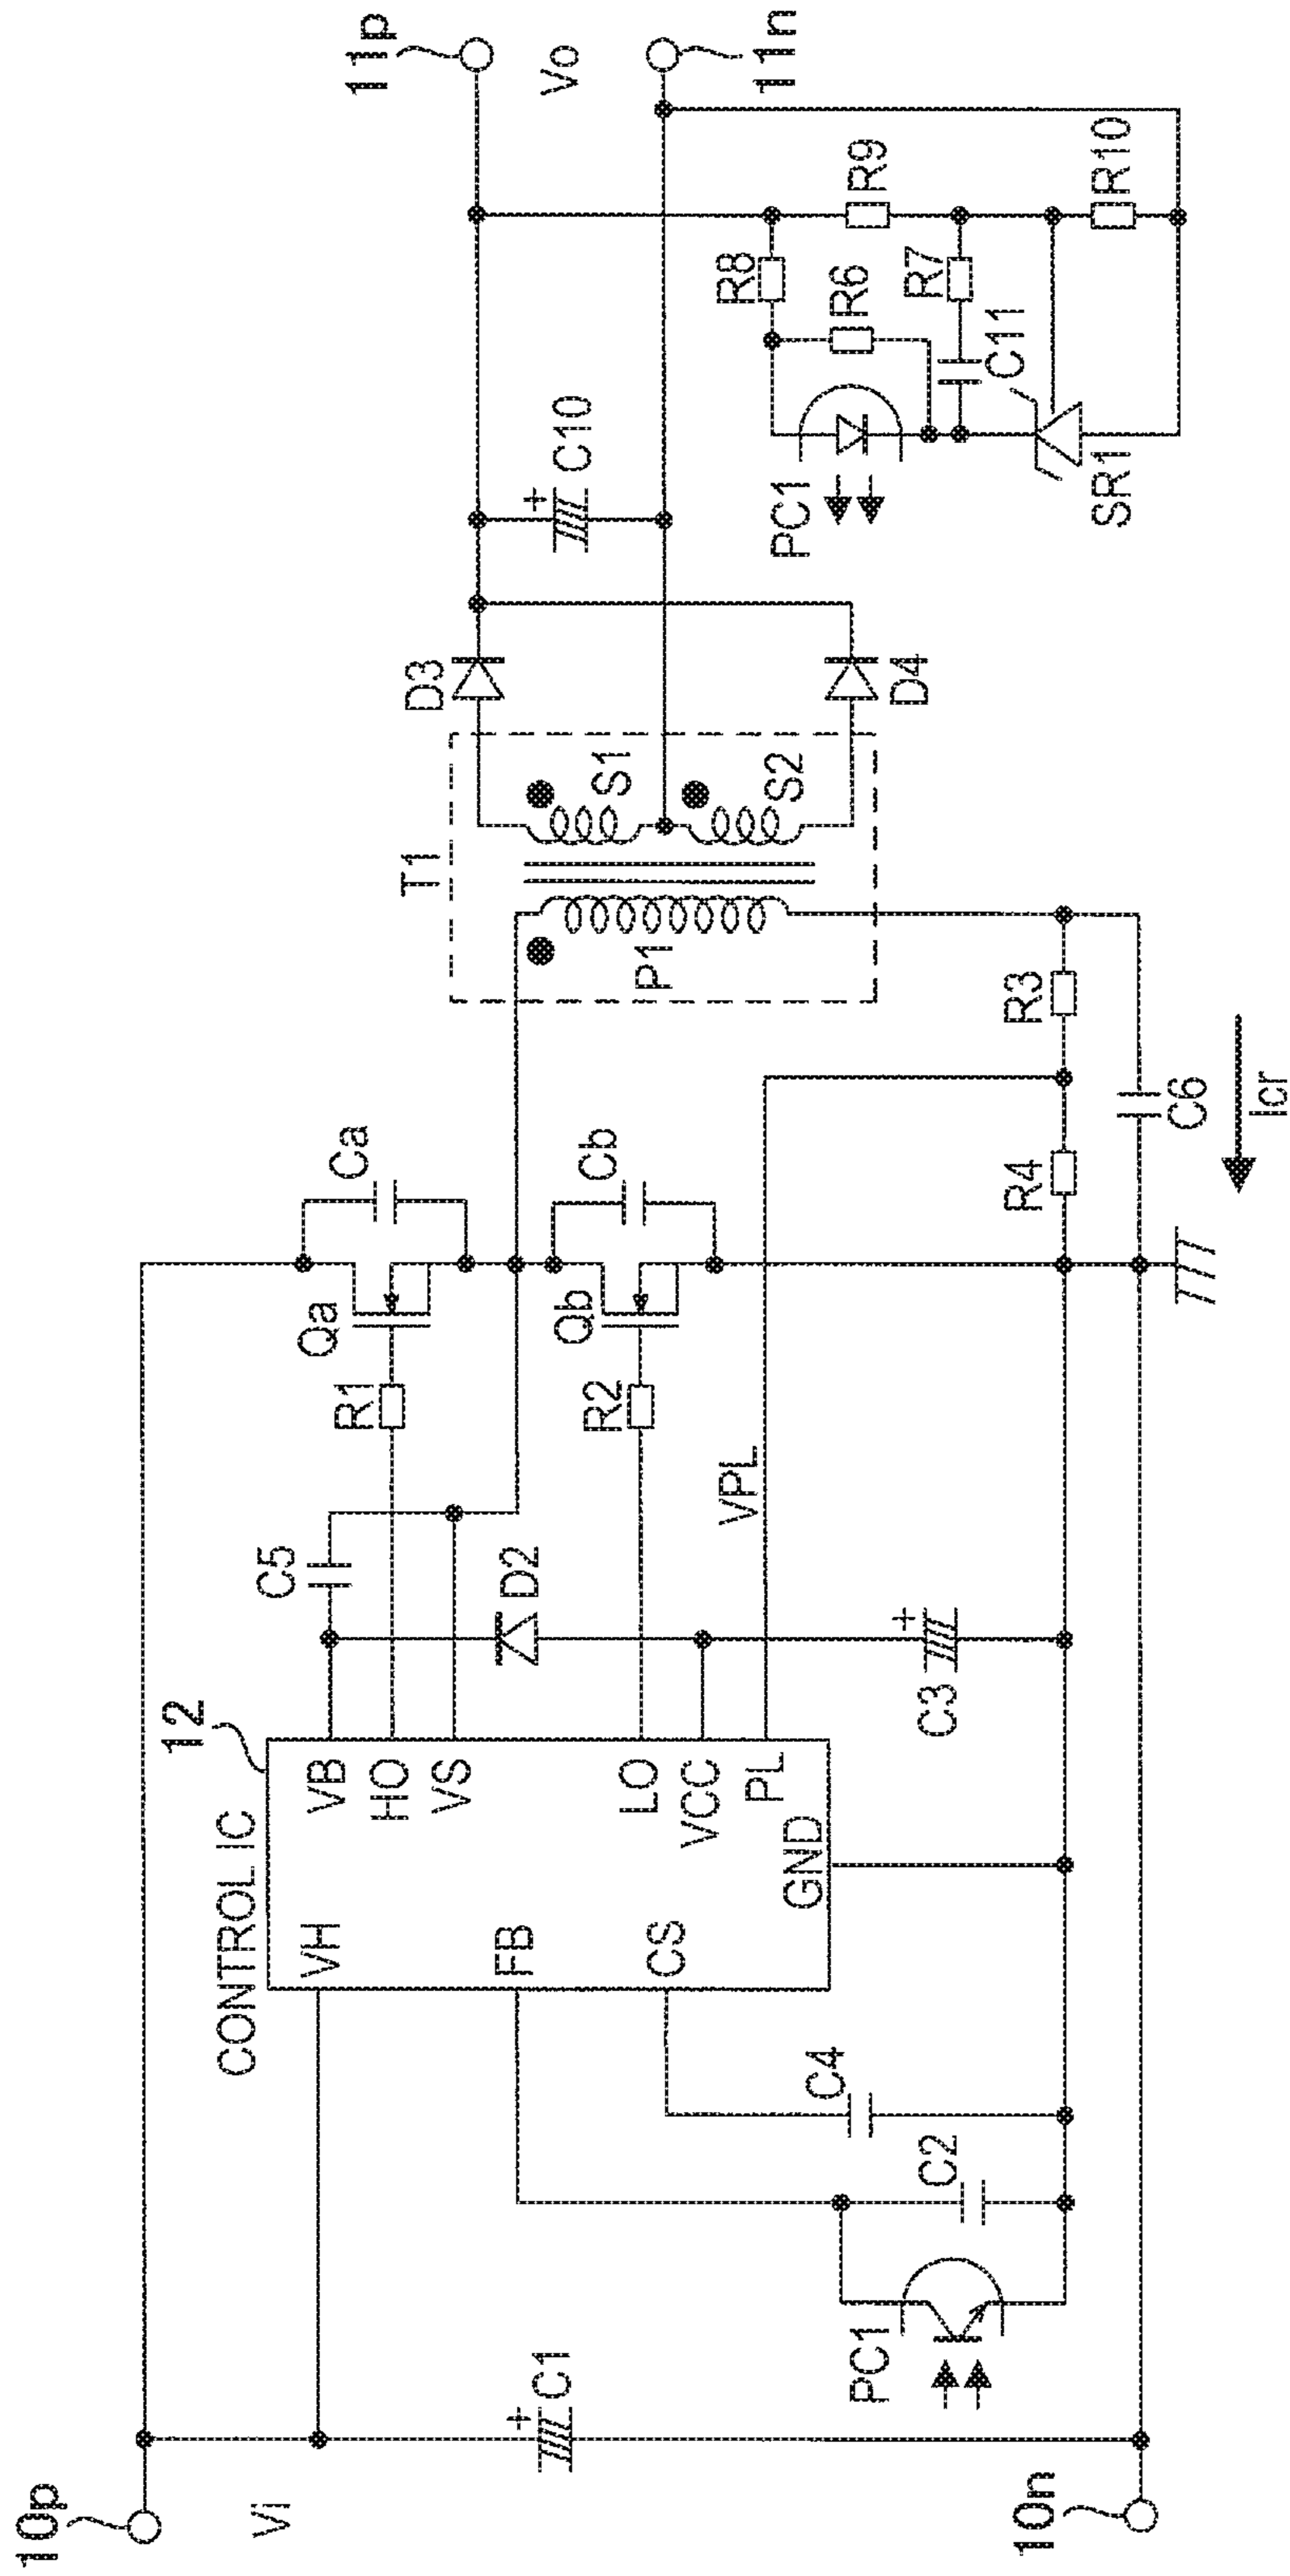 10p
Vi
10n
C1
+
PC1
C2
C4
CONTROL IC
12
VH
FB
CS
VB
HO
VS
LO
VCC
PL
GND
C5
D2
C3
+
VPL
R1
R2
Qa
Qb
Ca
Cb
R4
R3
C6
Icr
T1
P1
S1
S2
D3
D4
C10
+
PC1
SR1
R8
R6
R7
C11
R9
R10
11p
Vo
11n